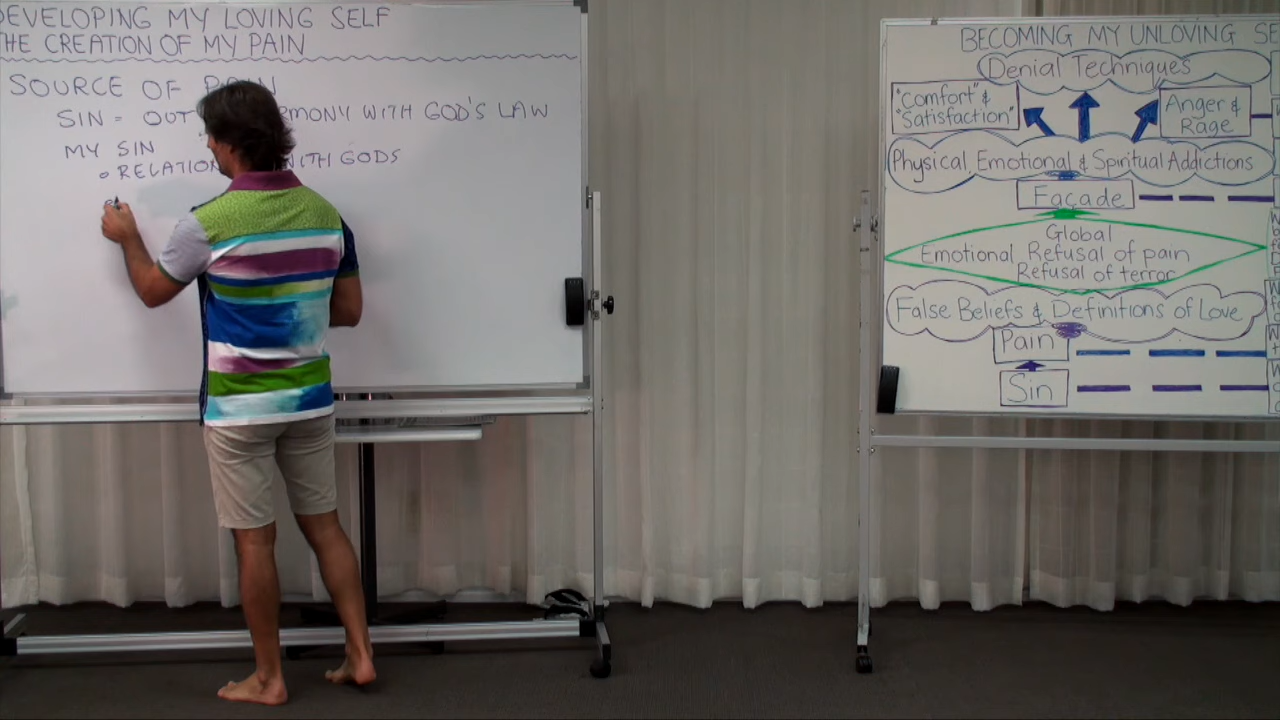 DEVELOPING MY LOVING SELF
THE CREATION OF MY PAIN
SOURCE OF PAIN
SIN = OUT RMONY WITH GOD'S LAW
MY SIN
RELATION WITH GODS
BECOMING MY UNLOVING SE
Denial Techniques
"Comfort" &
"Satisfaction"
Anger &
Rage
Physical, Emotional & Spiritual Addictions
Façade
Global
Emotional Refusal of pain
Refusal of terror
False Beliefs & Definitions of Love
Pain
Sin